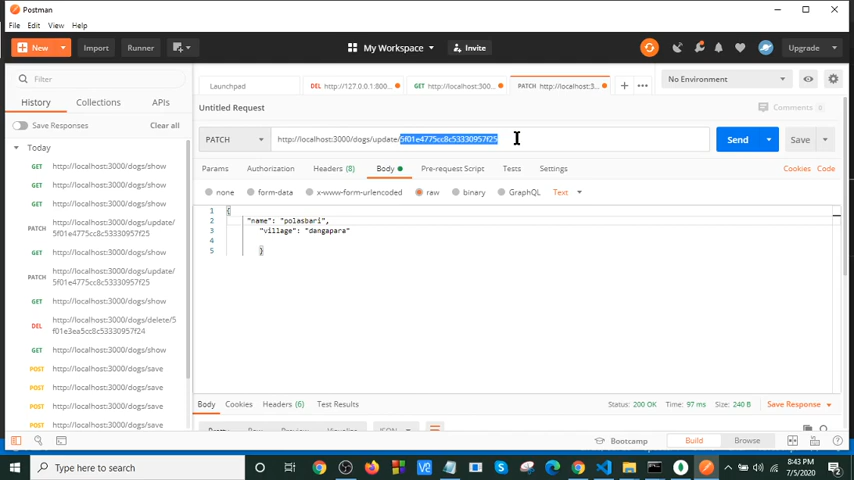 Postman
File Edit View Help
New Import Runner My Workspace Invite Upgrade
Filter
History Collections APIs
Save Responses Clear all
Today
GET http://localhost:3000/dogs/show
GET http://localhost:3000/dogs/show
GET http://localhost:3000/dogs/show
PATCH http://localhost:3000/dogs/update/
5f01e4775cc8c53330957f25
GET http://localhost:3000/dogs/show
PATCH http://localhost:3000/dogs/update/
5f01e4775cc8c53330957f25
GET http://localhost:3000/dogs/show
DEL http://localhost:3000/dogs/delete/5
f01e3ea5cc8c53330957f24
GET http://localhost:3000/dogs/show
POST http://localhost:3000/dogs/save
POST http://localhost:3000/dogs/save
POST http://localhost:3000/dogs/save
POST http://localhost:3000/dogs/save
Launchpad DEL http://127.0.0.1:800... GET http://localhost:300... PATCH http://localhost:3... No Environment
Untitled Request Comments 0
PATCH http://localhost:3000/dogs/update/5f01e4775cc8c53330957f25 Send Save
Params Authorization Headers (8) Body Pre-request Script Tests Settings Cookies Code
none form-data x-www-form-urlencoded raw binary GraphQL Text
1 {
2 "name": "polasbari",
3 "village": "dangapara"
4
5 }
Body Cookies Headers (6) Test Results Status: 200 OK Time: 97 ms Size: 240 B Save Response
Bootcamp Build Browse
Type here to search
8:43 PM
7/5/2020